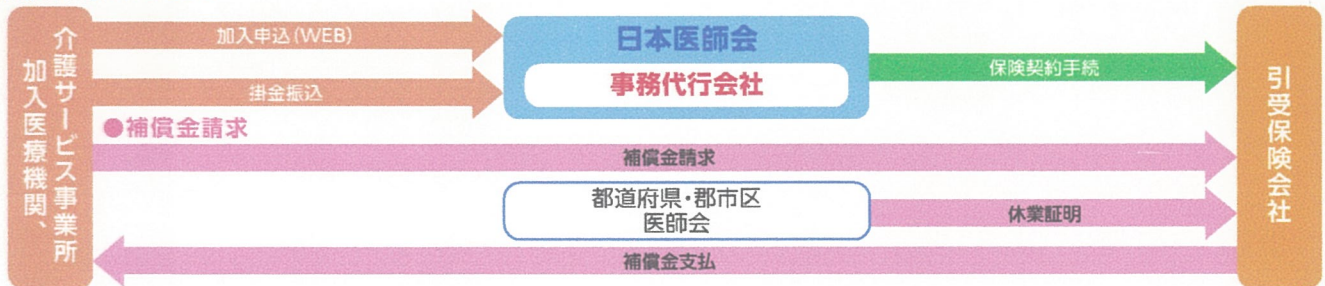 加入医療機関、
介護サービス事業所
加入申込(WEB)
掛金振込
日本医師会
事務代行会社
保険契約手続
引受保険会社
●補償金請求
補償金請求
都道府県・郡市区
医師会
休業証明
補償金支払